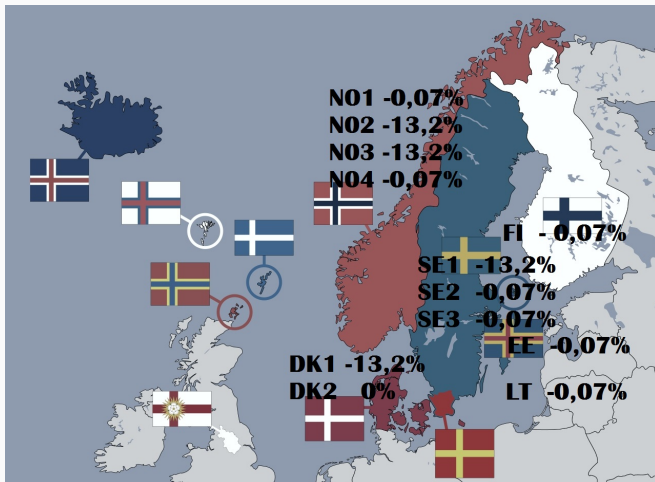 NO1 -0,07%
NO2 -13,2%
NO3 -13,2%
NO4 -0,07%
FI - 0,07%
SE1 -13,2%
SE2 -0,07%
SE3 -0,07%
EE -0,07%
DK1 -13,2%
DK2 0%
LT -0,07%